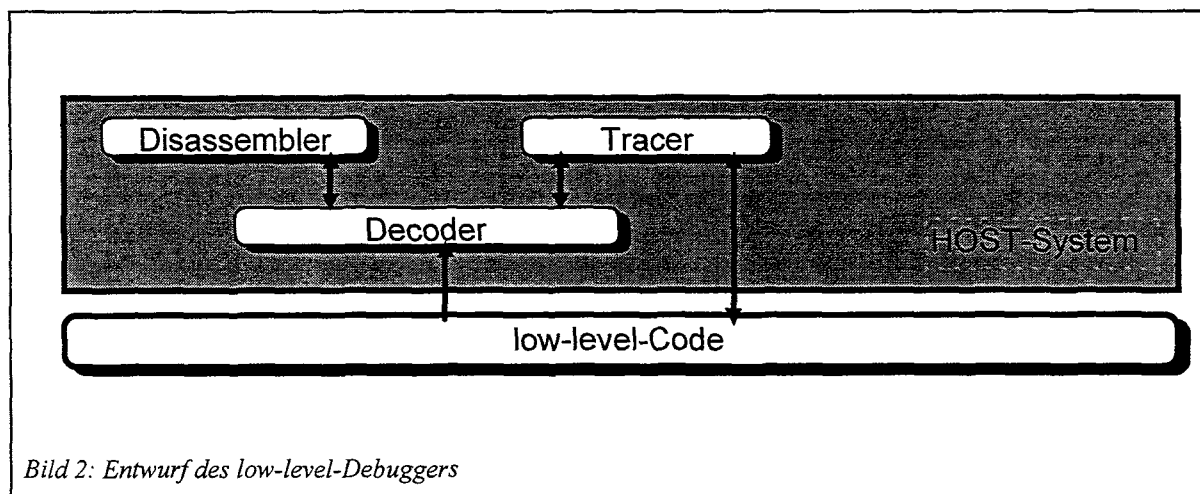 Disassembler
Tracer
Decoder
HOST-System
low-level-Code
Bild 2: Entwurf des low-level-Debuggers